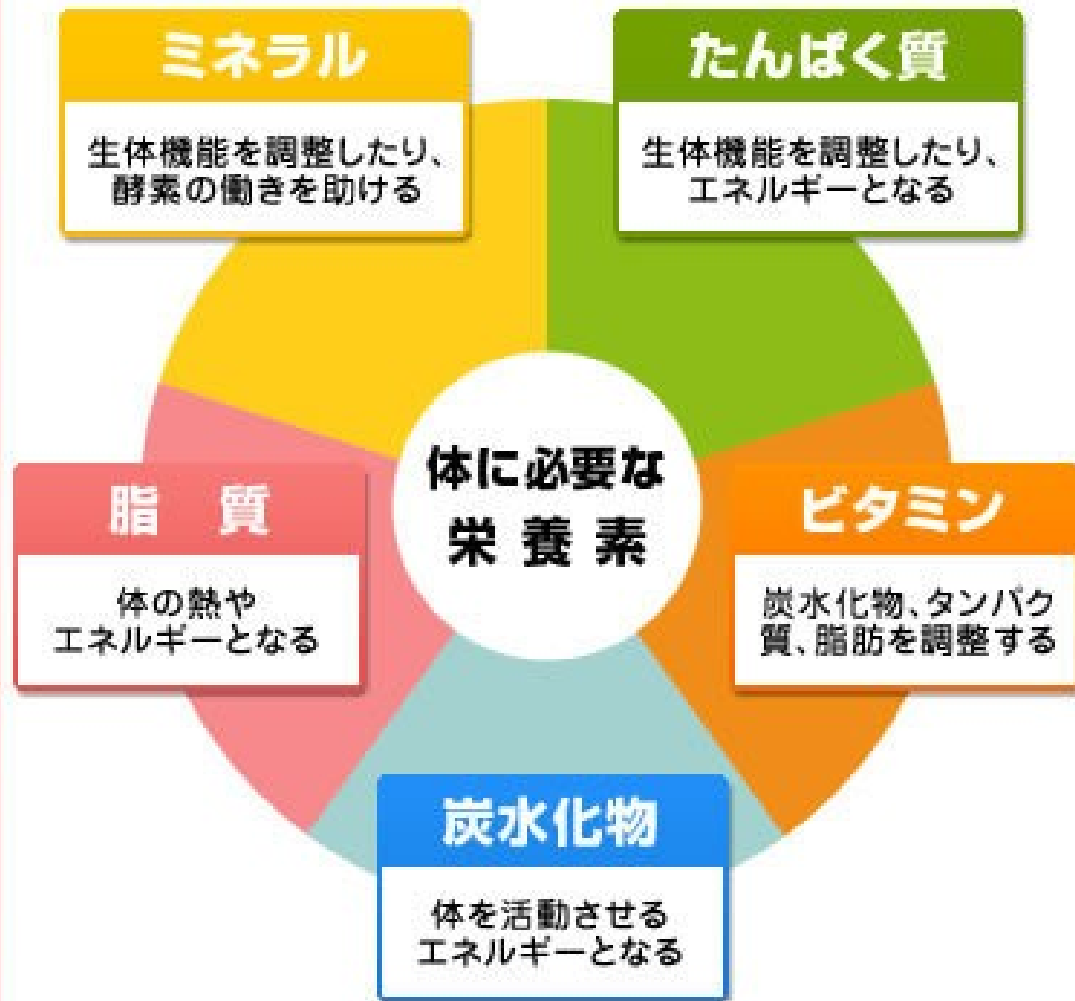 ミネラル
生体機能を調整したり、
酵素の働きを助ける
たんぱく質
生体機能を調整したり、
エネルギーとなる
体に必要な
栄養素
脂　質
体の熱や
エネルギーとなる
ビタミン
炭水化物、タンパク
質、脂肪を調整する
炭水化物
体を活動させる
エネルギーとなる